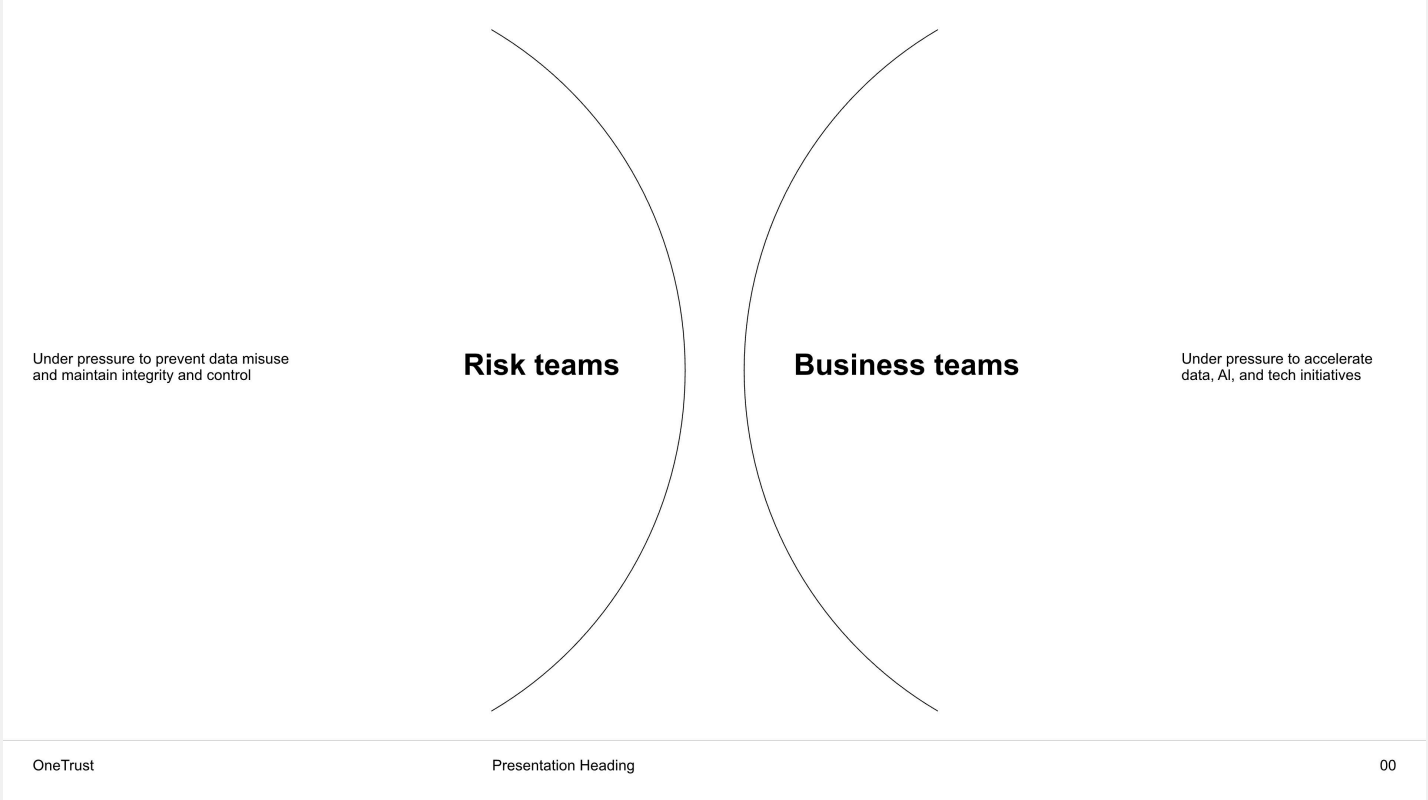 Under pressure to prevent data misuse
and maintain integrity and control
Risk teams
Business teams
Under pressure to accelerate
data, AI, and tech initiatives
OneTrust
Presentation Heading
00